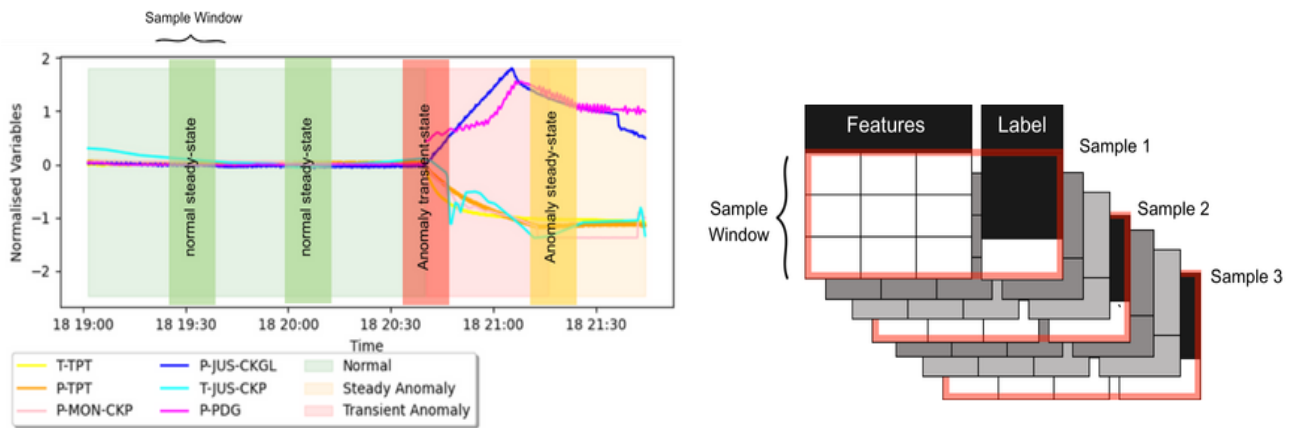 Sample Window
Normalised Variables
2
1
0
−1
−2
normal steady-state
normal steady-state
Anomaly transient-state
Anomaly steady-state
18 19:00 18 19:30 18 20:00 18 20:30 18 21:00 18 21:30
Time
T-TPT P-JUS-CKGL Normal
P-TPT T-JUS-CKP Steady Anomaly
P-MON-CKP P-PDG Transient Anomaly
Features Label
Sample 1
Sample
Window
Sample 2
Sample 3